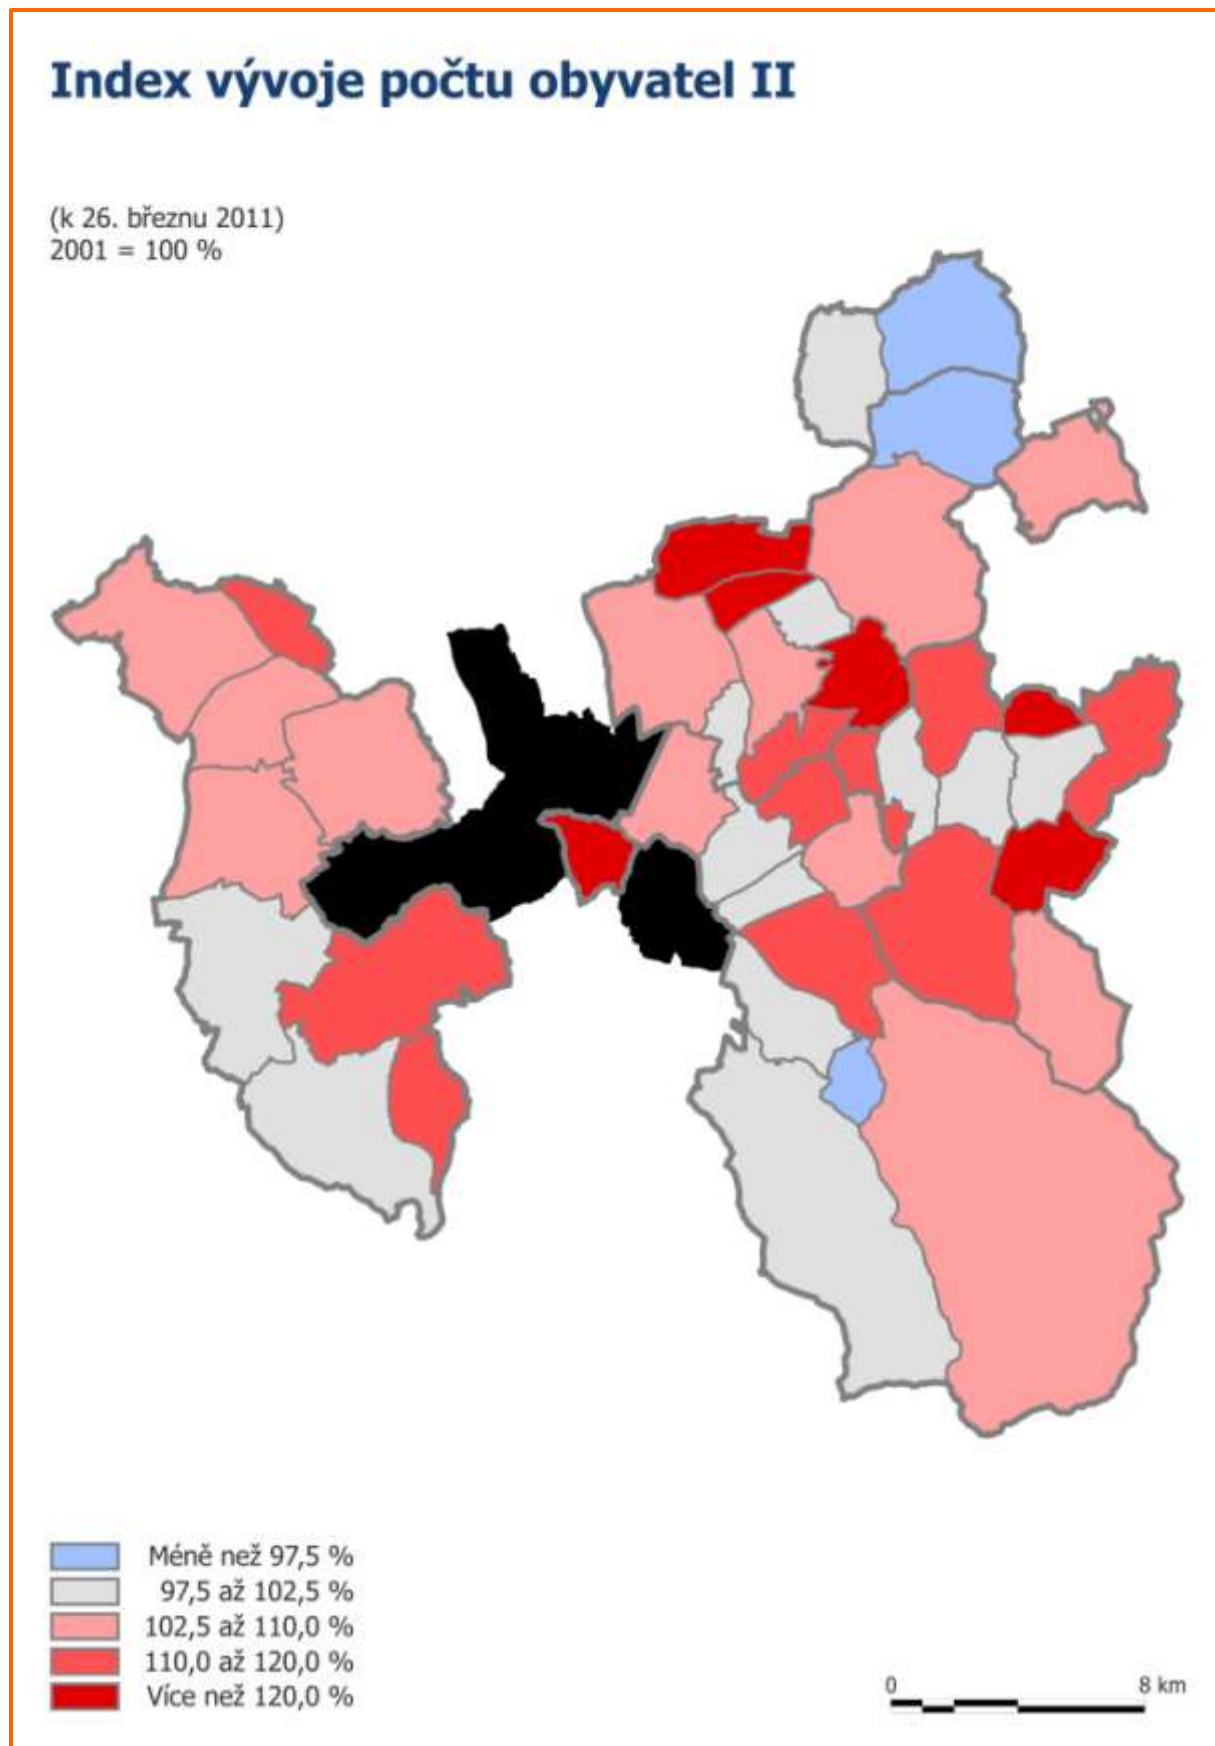 Index vývoje počtu obyvatel II
(k 26. březnu 2011)
2001 = 100 %
Méně než 97,5 %
97,5 až 102,5 %
102,5 až 110,0 %
110,0 až 120,0 %
Více než 120,0 %
0 8 km